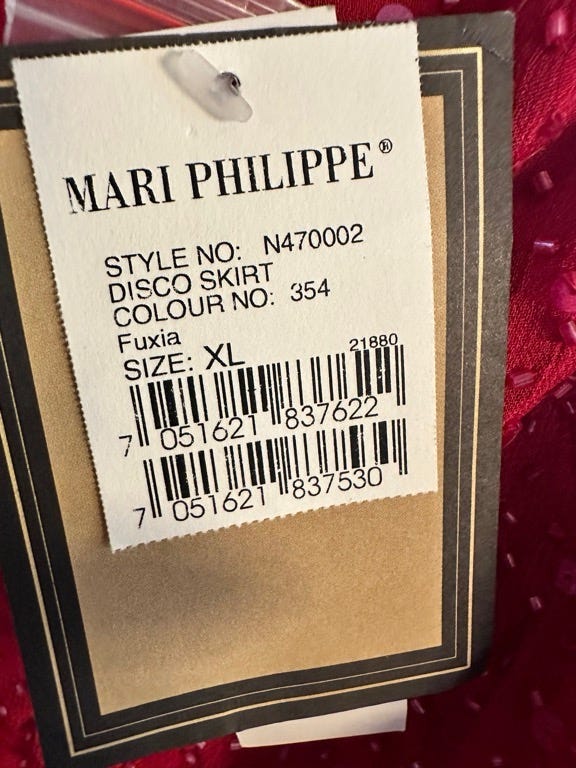 MARI PHILIPPE®
STYLE NO: N470002
DISCO SKIRT
COLOUR NO: 354
Fuxia
SIZE: XL
21880
7 051621 837622
7 051621 837530